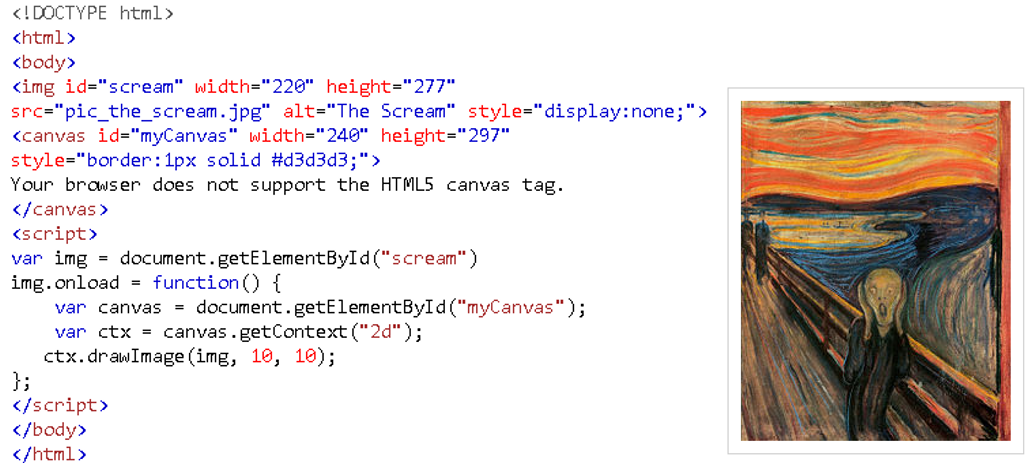 <!DOCTYPE html>
<html>
<body>
<img id="scream" width="220" height="277"
src="pic_the_scream.jpg" alt="The Scream" style="display:none;">
<canvas id="myCanvas" width="240" height="297"
style="border:1px solid #d3d3d3;">
Your browser does not support the HTML5 canvas tag.
</canvas>
<script>
var img = document.getElementById("scream")
img.onload = function() {
    var canvas = document.getElementById("myCanvas");
    var ctx = canvas.getContext("2d");
   ctx.drawImage(img, 10, 10);
};
</script>
</body>
</html>